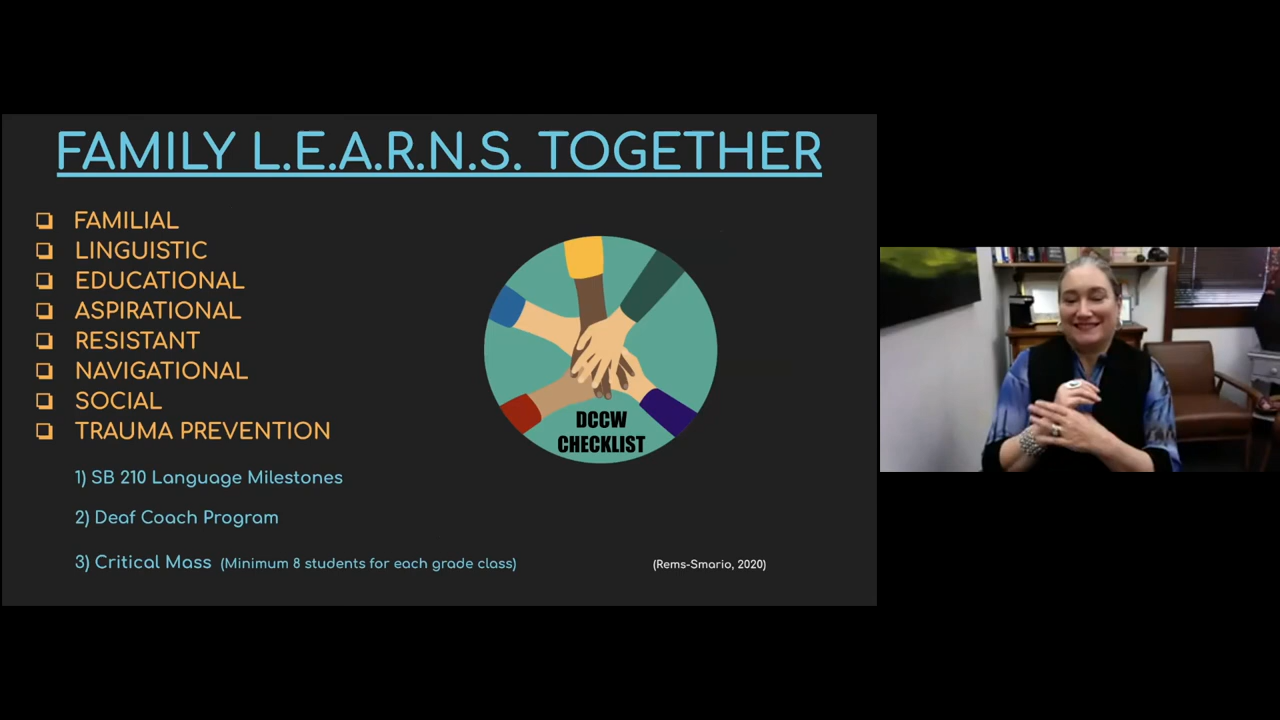 FAMILY L.E.A.R.N.S. TOGETHER
FAMILIAL
LINGUISTIC
EDUCATIONAL
ASPIRATIONAL
RESISTANT
NAVIGATIONAL
SOCIAL
TRAUMA PREVENTION
DCCW
CHECKLIST
1) SB 210 Language Milestones
2) Deaf Coach Program
3) Critical Mass (Minimum 8 students for each grade class)
(Rems-Smario, 2020)